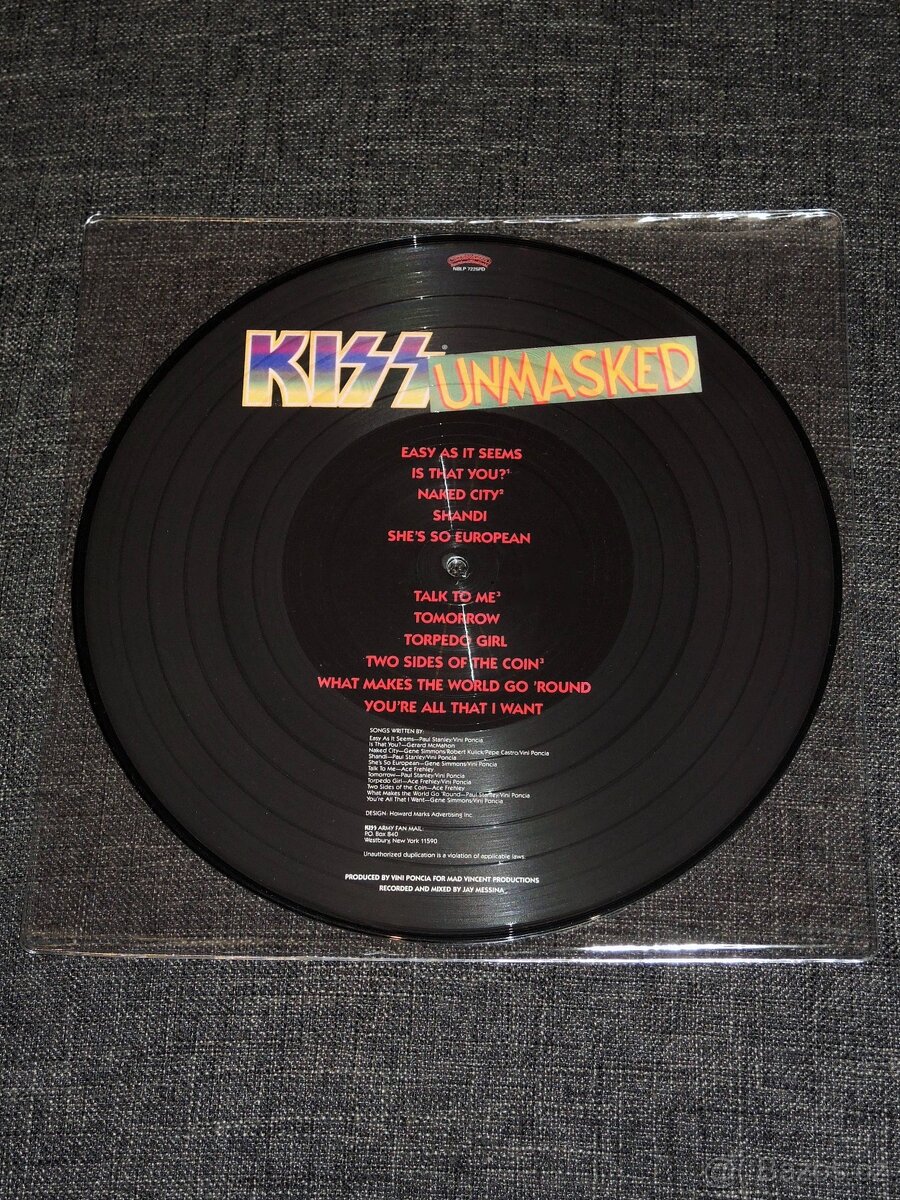 NBLP 7225PD
KISS®
UNMASKED
EASY AS IT SEEMS
IS THAT YOU?¹
NAKED CITY²
SHANDI
SHE'S SO EUROPEAN
TALK TO ME³
TOMORROW
TORPEDO GIRL
TWO SIDES OF THE COIN³
WHAT MAKES THE WORLD GO 'ROUND
YOU'RE ALL THAT I WANT
SONGS WRITTEN BY:
Easy As It Seems—Paul Stanley/Vini Poncia
Is That You?—Gerard McMahon
Naked City—Gene Simmons/Robert Kulick/Pepe Castro/Vini Poncia
Shandi—Paul Stanley/Vini Poncia
She's So European—Gene Simmons/Vini Poncia
Talk To Me—Ace Frehley
Tomorrow—Paul Stanley/Vini Poncia
Torpedo Girl—Ace Frehley/Vini Poncia
Two Sides of the Coin—Ace Frehley
What Makes the World Go 'Round—Paul Stanley/Vini Poncia
You're All That I Want—Gene Simmons/Vini Poncia
DESIGN: Howard Marks Advertising Inc.
KISS ARMY FAN MAIL:
P.O. Box 840
Westbury, New York 11590
Unauthorized duplication is a violation of applicable laws.
PRODUCED BY VINI PONCIA FOR MAD VINCENT PRODUCTIONS
RECORDED AND MIXED BY JAY MESSINA